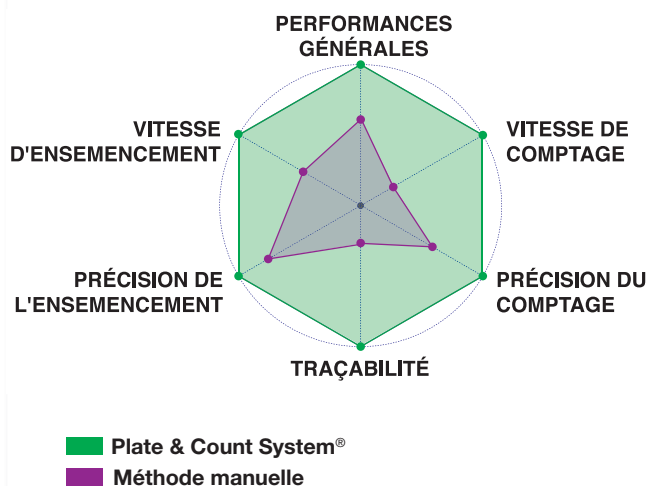 PERFORMANCES
GÉNÉRALES
VITESSE
D'ENSEMENCEMENT
VITESSE DE
COMPTAGE
PRÉCISION DE
L'ENSEMENCEMENT
PRÉCISION DU
COMPTAGE
TRAÇABILITÉ
Plate & Count System®
Méthode manuelle